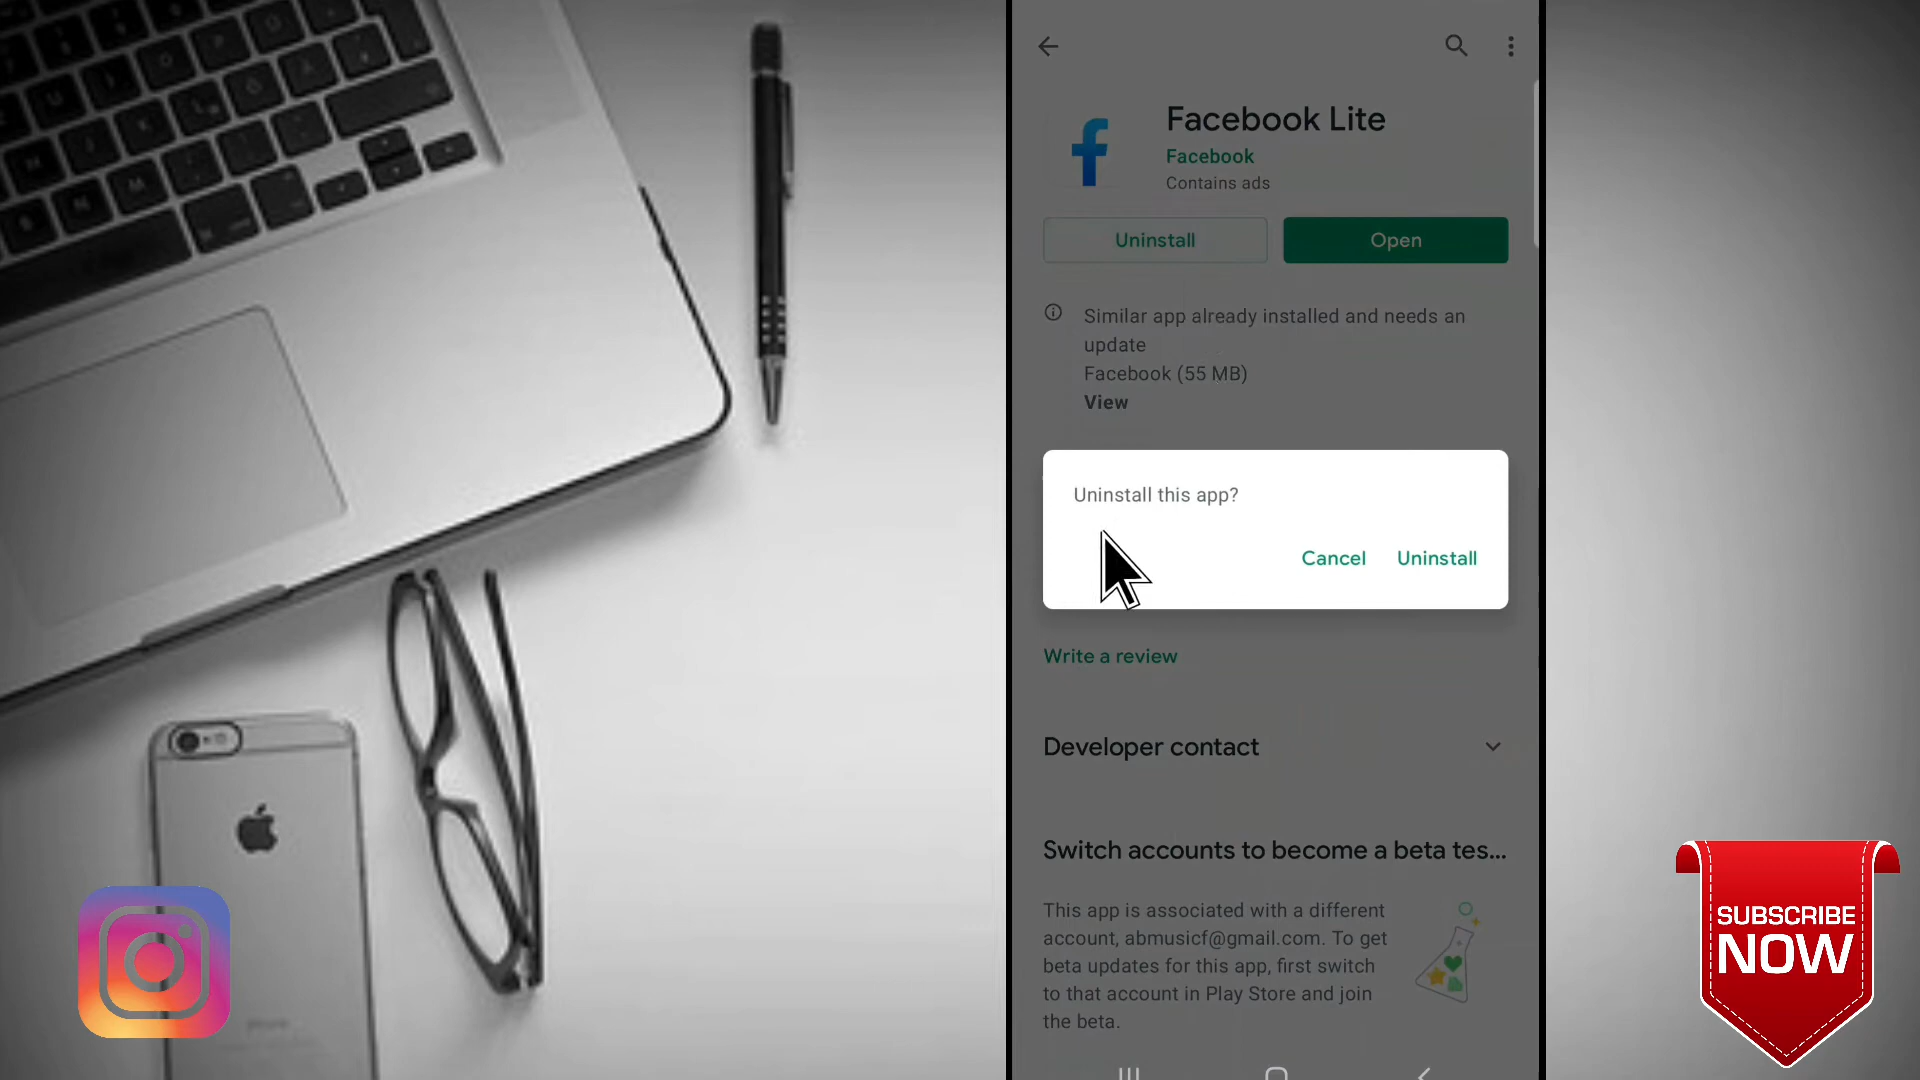 Facebook Lite
Facebook
Contains ads
Uninstall
Open
Similar app already installed and needs an
update
Facebook (55 MB)
View
Uninstall this app?
Cancel
Uninstall
Write a review
Developer contact
Switch accounts to become a beta tes...
This app is associated with a different
account, abmusicf@gmail.com. To get
beta updates for this app, first switch
to that account in Play Store and join
the beta.
SUBSCRIBE
NOW